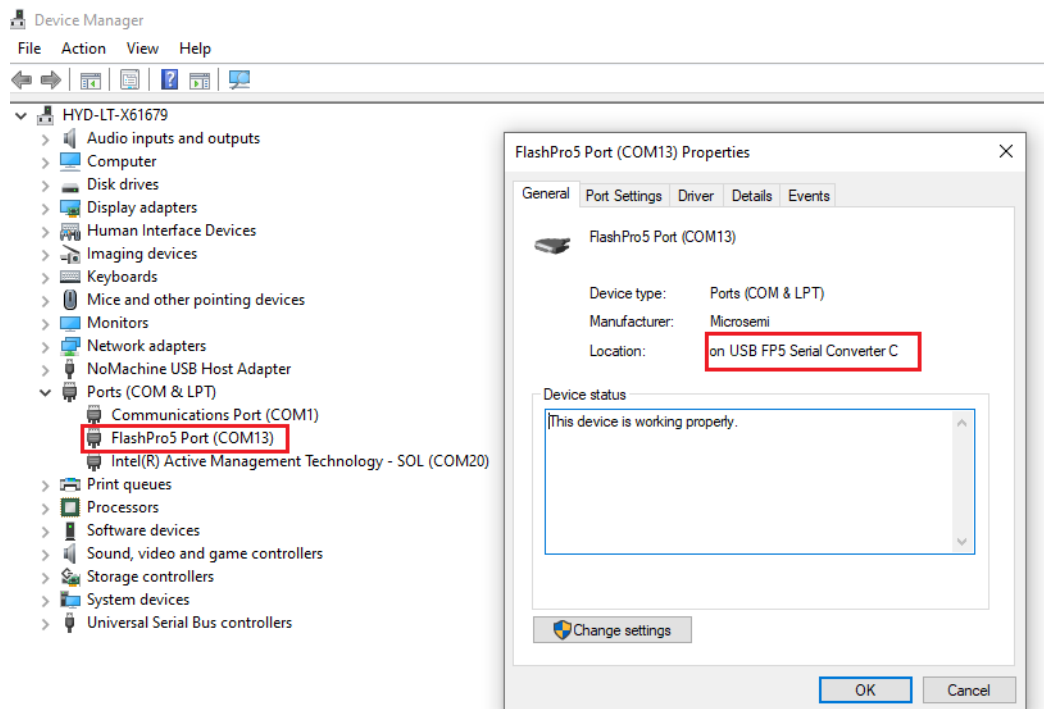 Device Manager
File Action View Help
HYD-LT-X61679
Audio inputs and outputs
Computer
Disk drives
Display adapters
Human Interface Devices
Imaging devices
Keyboards
Mice and other pointing devices
Monitors
Network adapters
NoMachine USB Host Adapter
Ports (COM & LPT)
Communications Port (COM1)
FlashPro5 Port (COM13)
Intel(R) Active Management Technology - SOL (COM20)
Print queues
Processors
Software devices
Sound, video and game controllers
Storage controllers
System devices
Universal Serial Bus controllers
FlashPro5 Port (COM13) Properties
General Port Settings Driver Details Events
FlashPro5 Port (COM13)
Device type: Ports (COM & LPT)
Manufacturer: Microsemi
Location: on USB FP5 Serial Converter C
Device status
This device is working properly.
Change settings
OK Cancel